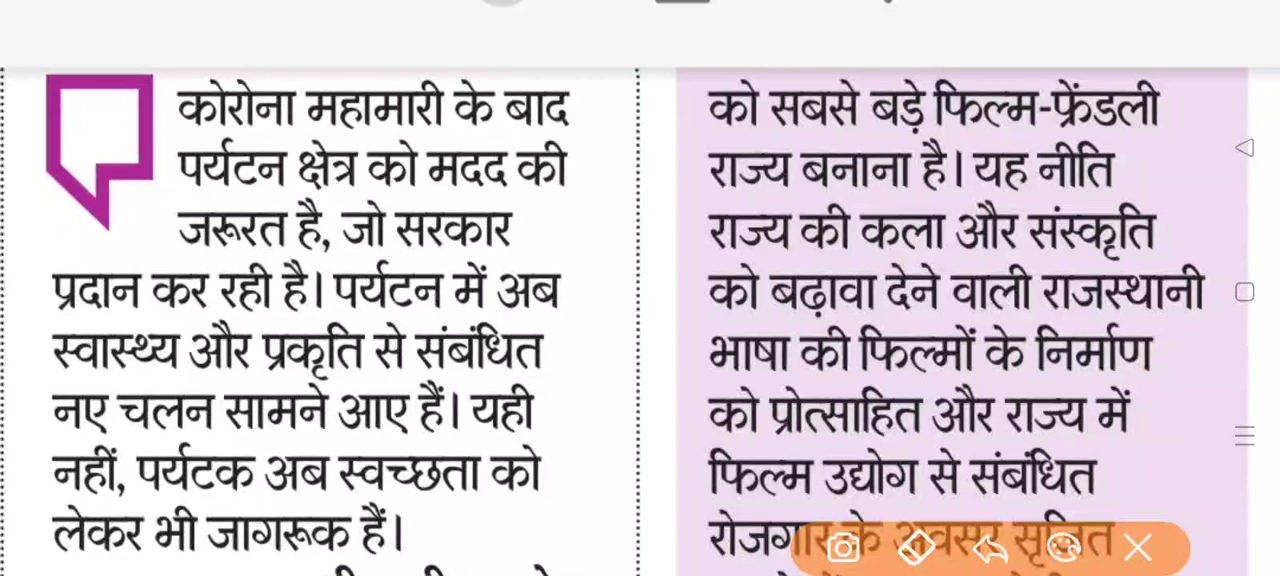 कोरोना महामारी के बाद
पर्यटन क्षेत्र को मदद की
जरूरत है, जो सरकार
प्रदान कर रही है। पर्यटन में अब
स्वास्थ्य और प्रकृति से संबंधित
नए चलन सामने आए हैं। यही
नहीं, पर्यटक अब स्वच्छता को
लेकर भी जागरूक हैं।
को सबसे बड़े फिल्म-फ्रेंडली
राज्य बनाना है। यह नीति
राज्य की कला और संस्कृति
को बढ़ावा देने वाली राजस्थानी
भाषा की फिल्मों के निर्माण
को प्रोत्साहित और राज्य में
फिल्म उद्योग से संबंधित
रोजगार के अवसर सृजित